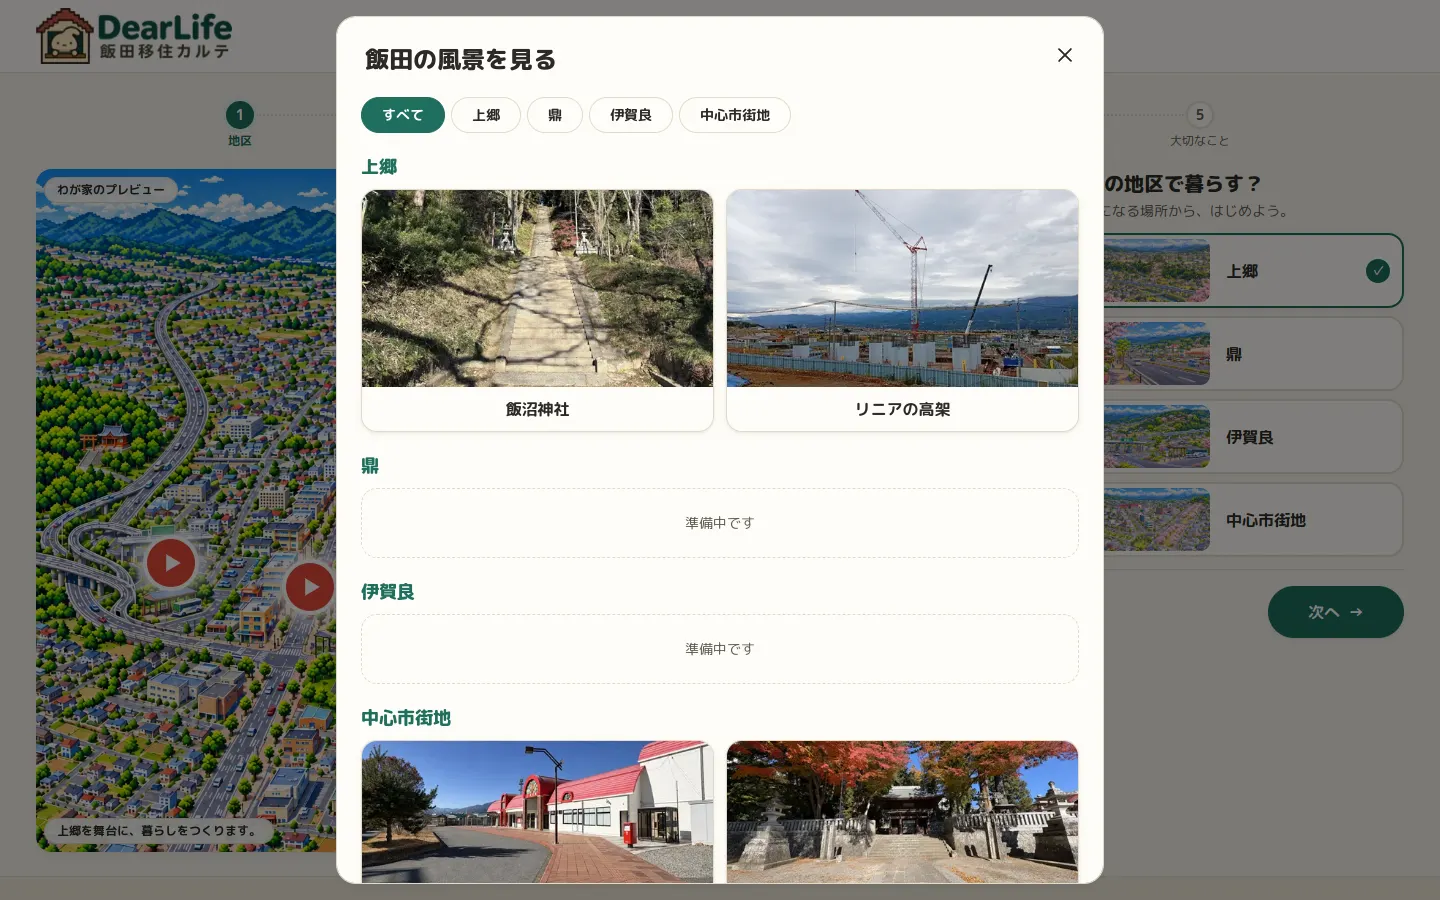 DearLife
飯田移住カルテ
1
地区
5
大切なこと
わが家のプレビュー
上郷を舞台に、暮らしをつくります。
飯田の風景を見る
すべて
上郷
鼎
伊賀良
中心市街地
上郷
飯沼神社
リニアの高架
鼎
準備中です
伊賀良
準備中です
中心市街地
の地区で暮らす？
になる場所から、はじめよう。
上郷
鼎
伊賀良
中心市街地
次へ →